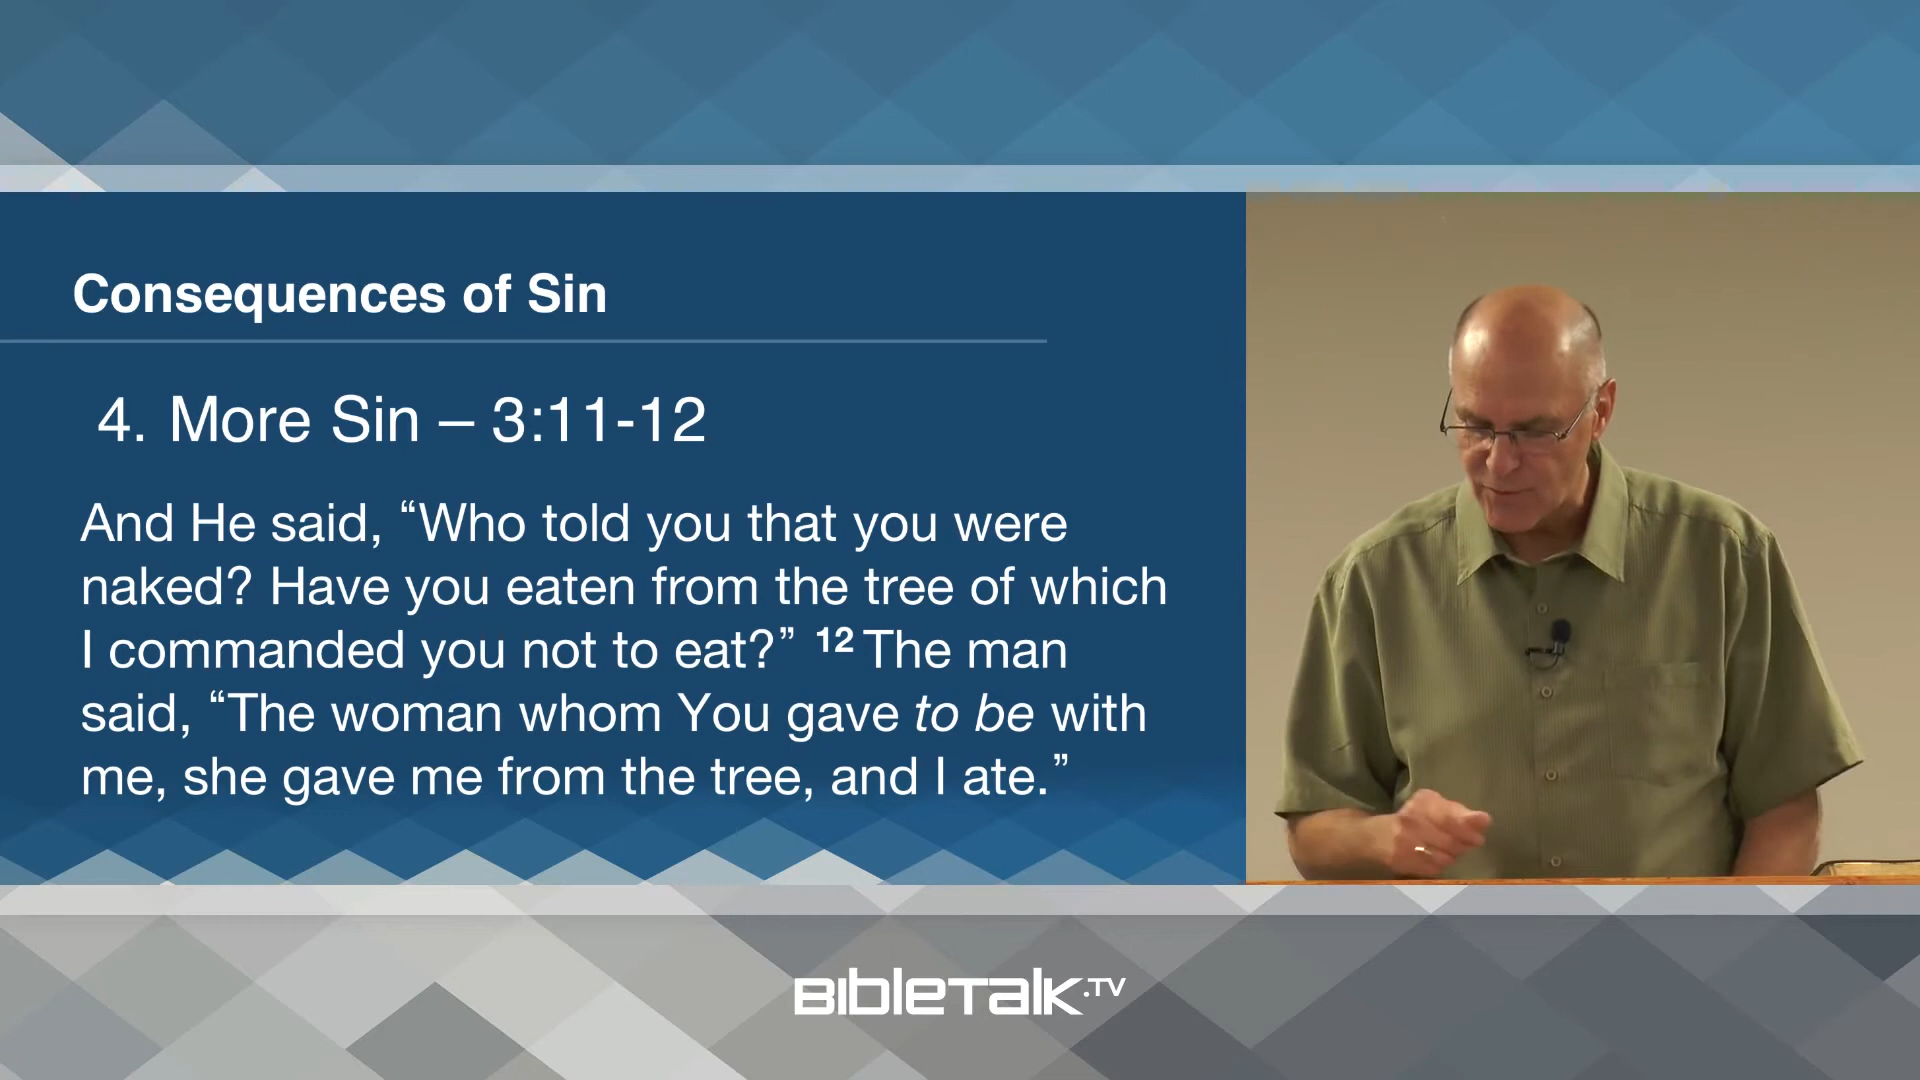 Consequences of Sin
4. More Sin – 3:11-12
And He said, “Who told you that you were
naked? Have you eaten from the tree of which
I commanded you not to eat?” 12 The man
said, “The woman whom You gave to be with
me, she gave me from the tree, and I ate.”
BIBLETALK.TV